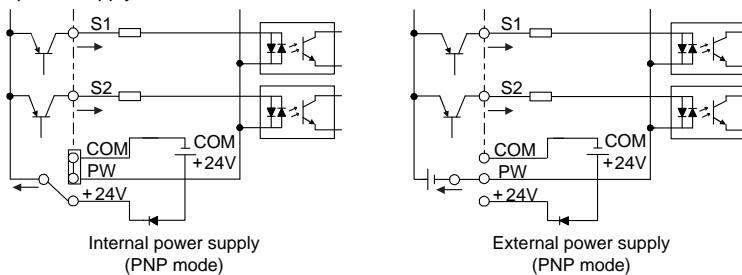 S1
S2
COM
COM
PW
+24V
+24V
Internal power supply
(PNP mode)
S1
S2
COM
COM
PW
+24V
+24V
External power supply
(PNP mode)